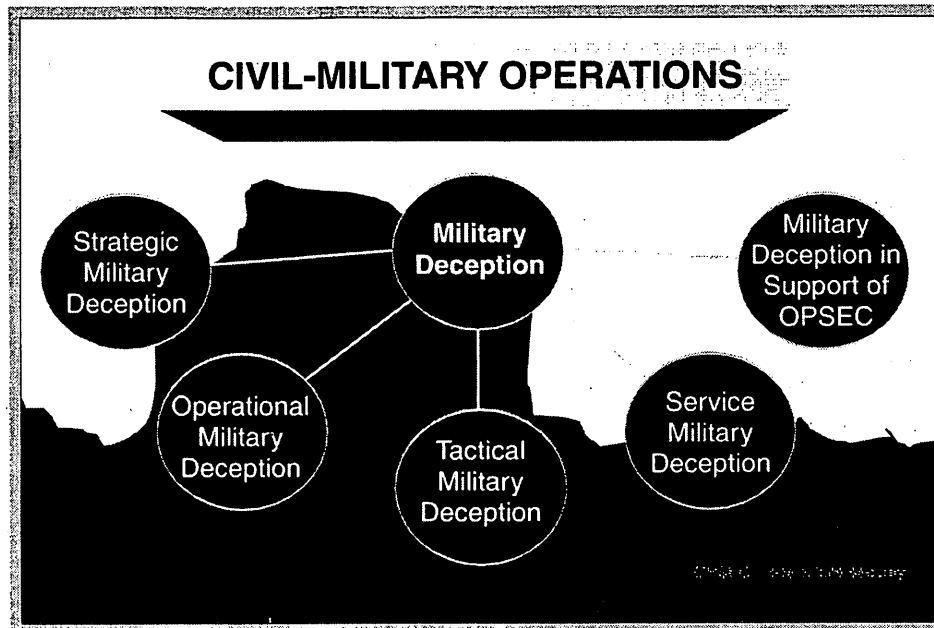 CIVIL-MILITARY OPERATIONS
Military
Deception
Strategic
Military
Deception
Military
Deception in
Support of
OPSEC
Operational
Military
Deception
Tactical
Military
Deception
Service
Military
Deception